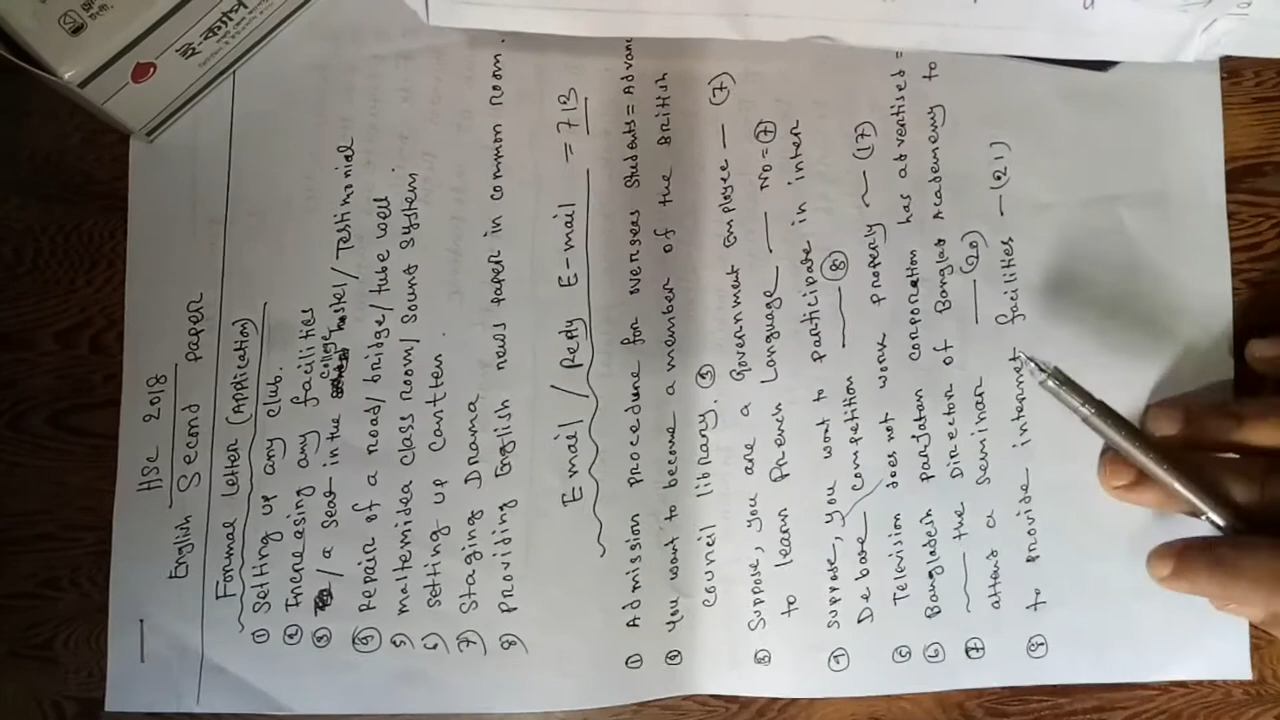 HSC 2018
English Second paper
Formal letter (Application)
① Setting up any club.
② Increasing any facilities
③ / a seat in the college hostel / Testimonial
④ Repair of a road/bridge/tube well
5) maltemidea class room/ Sound System
6) setting up Canteen.
7) Staging Drama
8) providing English news paper in common room.
Email / Reply E-mail = 7B
① Admission procedure for overseas students = Advanc
② you want to become a member of the British
council library. ③
③ Suppose, you are a Government Employee — (7)
to learn French Language — No = ⑦
④ suppose, you want to participate in inter
Debate competition — ⑧
⑤ Television does not work properly — (17)
⑥ Bangladesh parjatan corporation has advertised =
⑦ — the Director of Bangla Academy to
attend a seminar — (20)
⑧ to provide internet facilities — (21)
ই-ক্যাপ